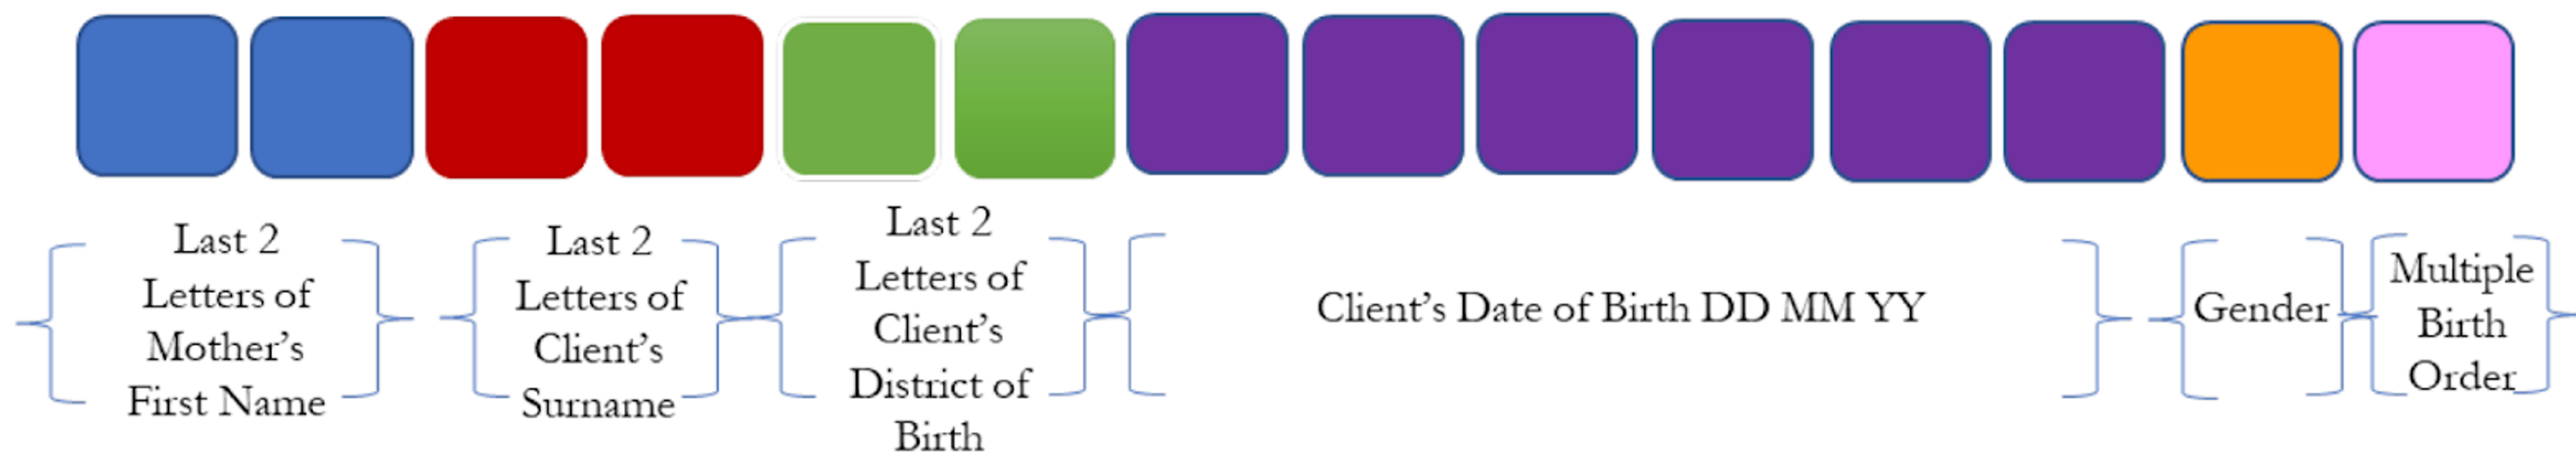 Last 2
Letters of
Mother's
First Name
Last 2
Letters of
Client's
Surname
Last 2
Letters of
Client's
District of
Birth
Client's Date of Birth DD MM YY
Gender
Multiple
Birth
Order